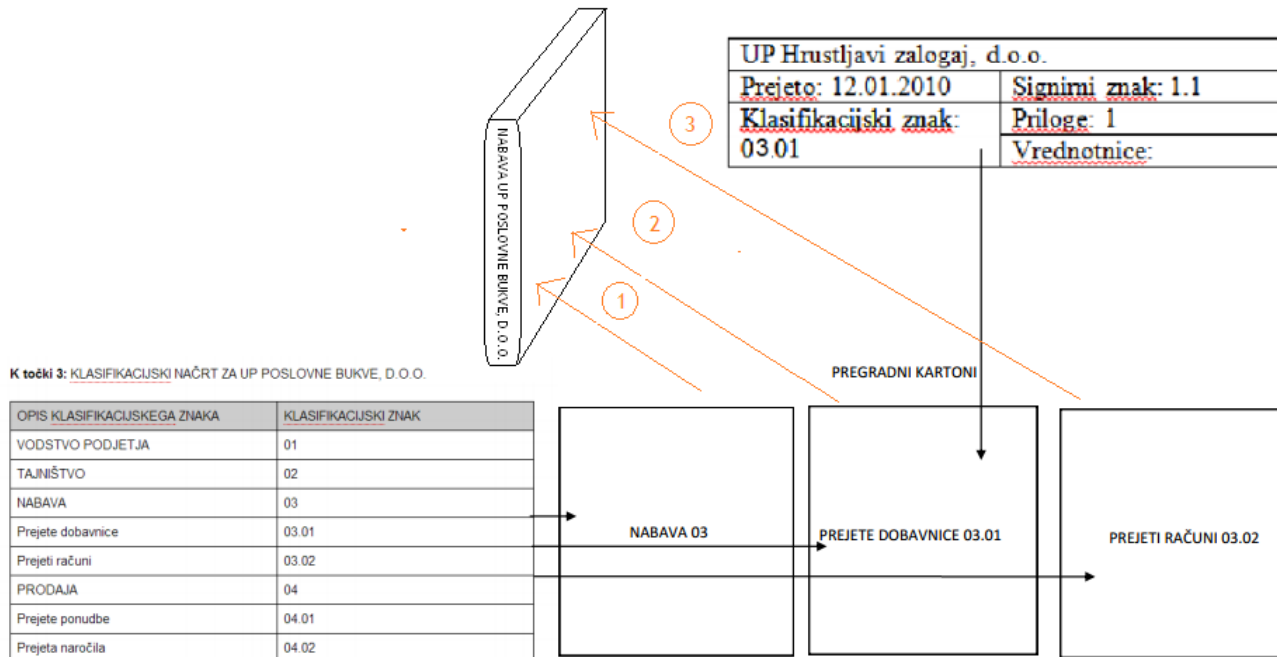 UP Hrustljavi zalogaj, d.o.o.
Prejeto: 12.01.2010
Signirni znak: 1.1
Klasifikacijski znak:
03.01
Priloge: 1
Vrednotnice:
3
2
1
NABAVA UP POSLOVNE BUKVE, D.O.O.
K točki 3: KLASIFIKACIJSKI NAČRT ZA UP POSLOVNE BUKVE, D.O.O.
OPIS KLASIFIKACIJSKEGA ZNAKA
KLASIFIKACIJSKI ZNAK
VODSTVO PODJETJA
01
TAJNIŠTVO
02
NABAVA
03
Prejete dobavnice
03.01
Prejeti računi
03.02
PRODAJA
04
Prejete ponudbe
04.01
Prejeta naročila
04.02
PREGRADNI KARTONI
NABAVA 03
PREJETE DOBAVNICE 03.01
PREJETI RAČUNI 03.02